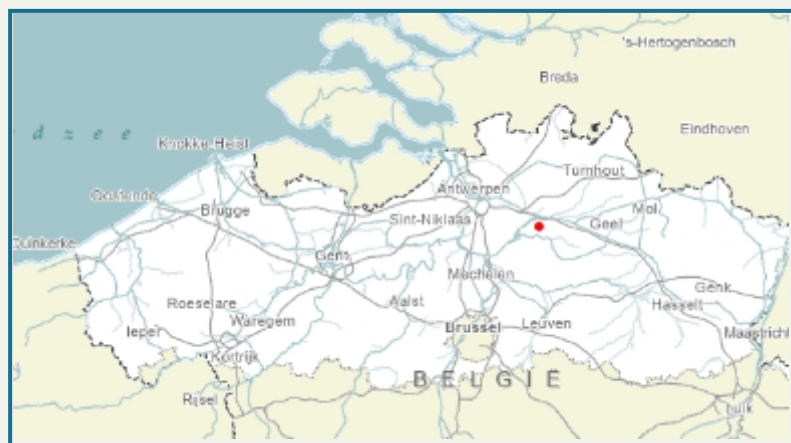 's-Hertogenbosch
Breda
Eindhoven
d z e e
Knokke-Heist
Turnhout
Antwerpen
Oostende
Mol
Brugge
Sint-Niklaas
Geel
Duinkerke
Gent
Mechelen
Genk
Roeselare
Aalst
Hasselt
Ieper
Waregem
Brussel
Leuven
Maastricht
Kortrijk
BELGIË
Rijsel
Luik